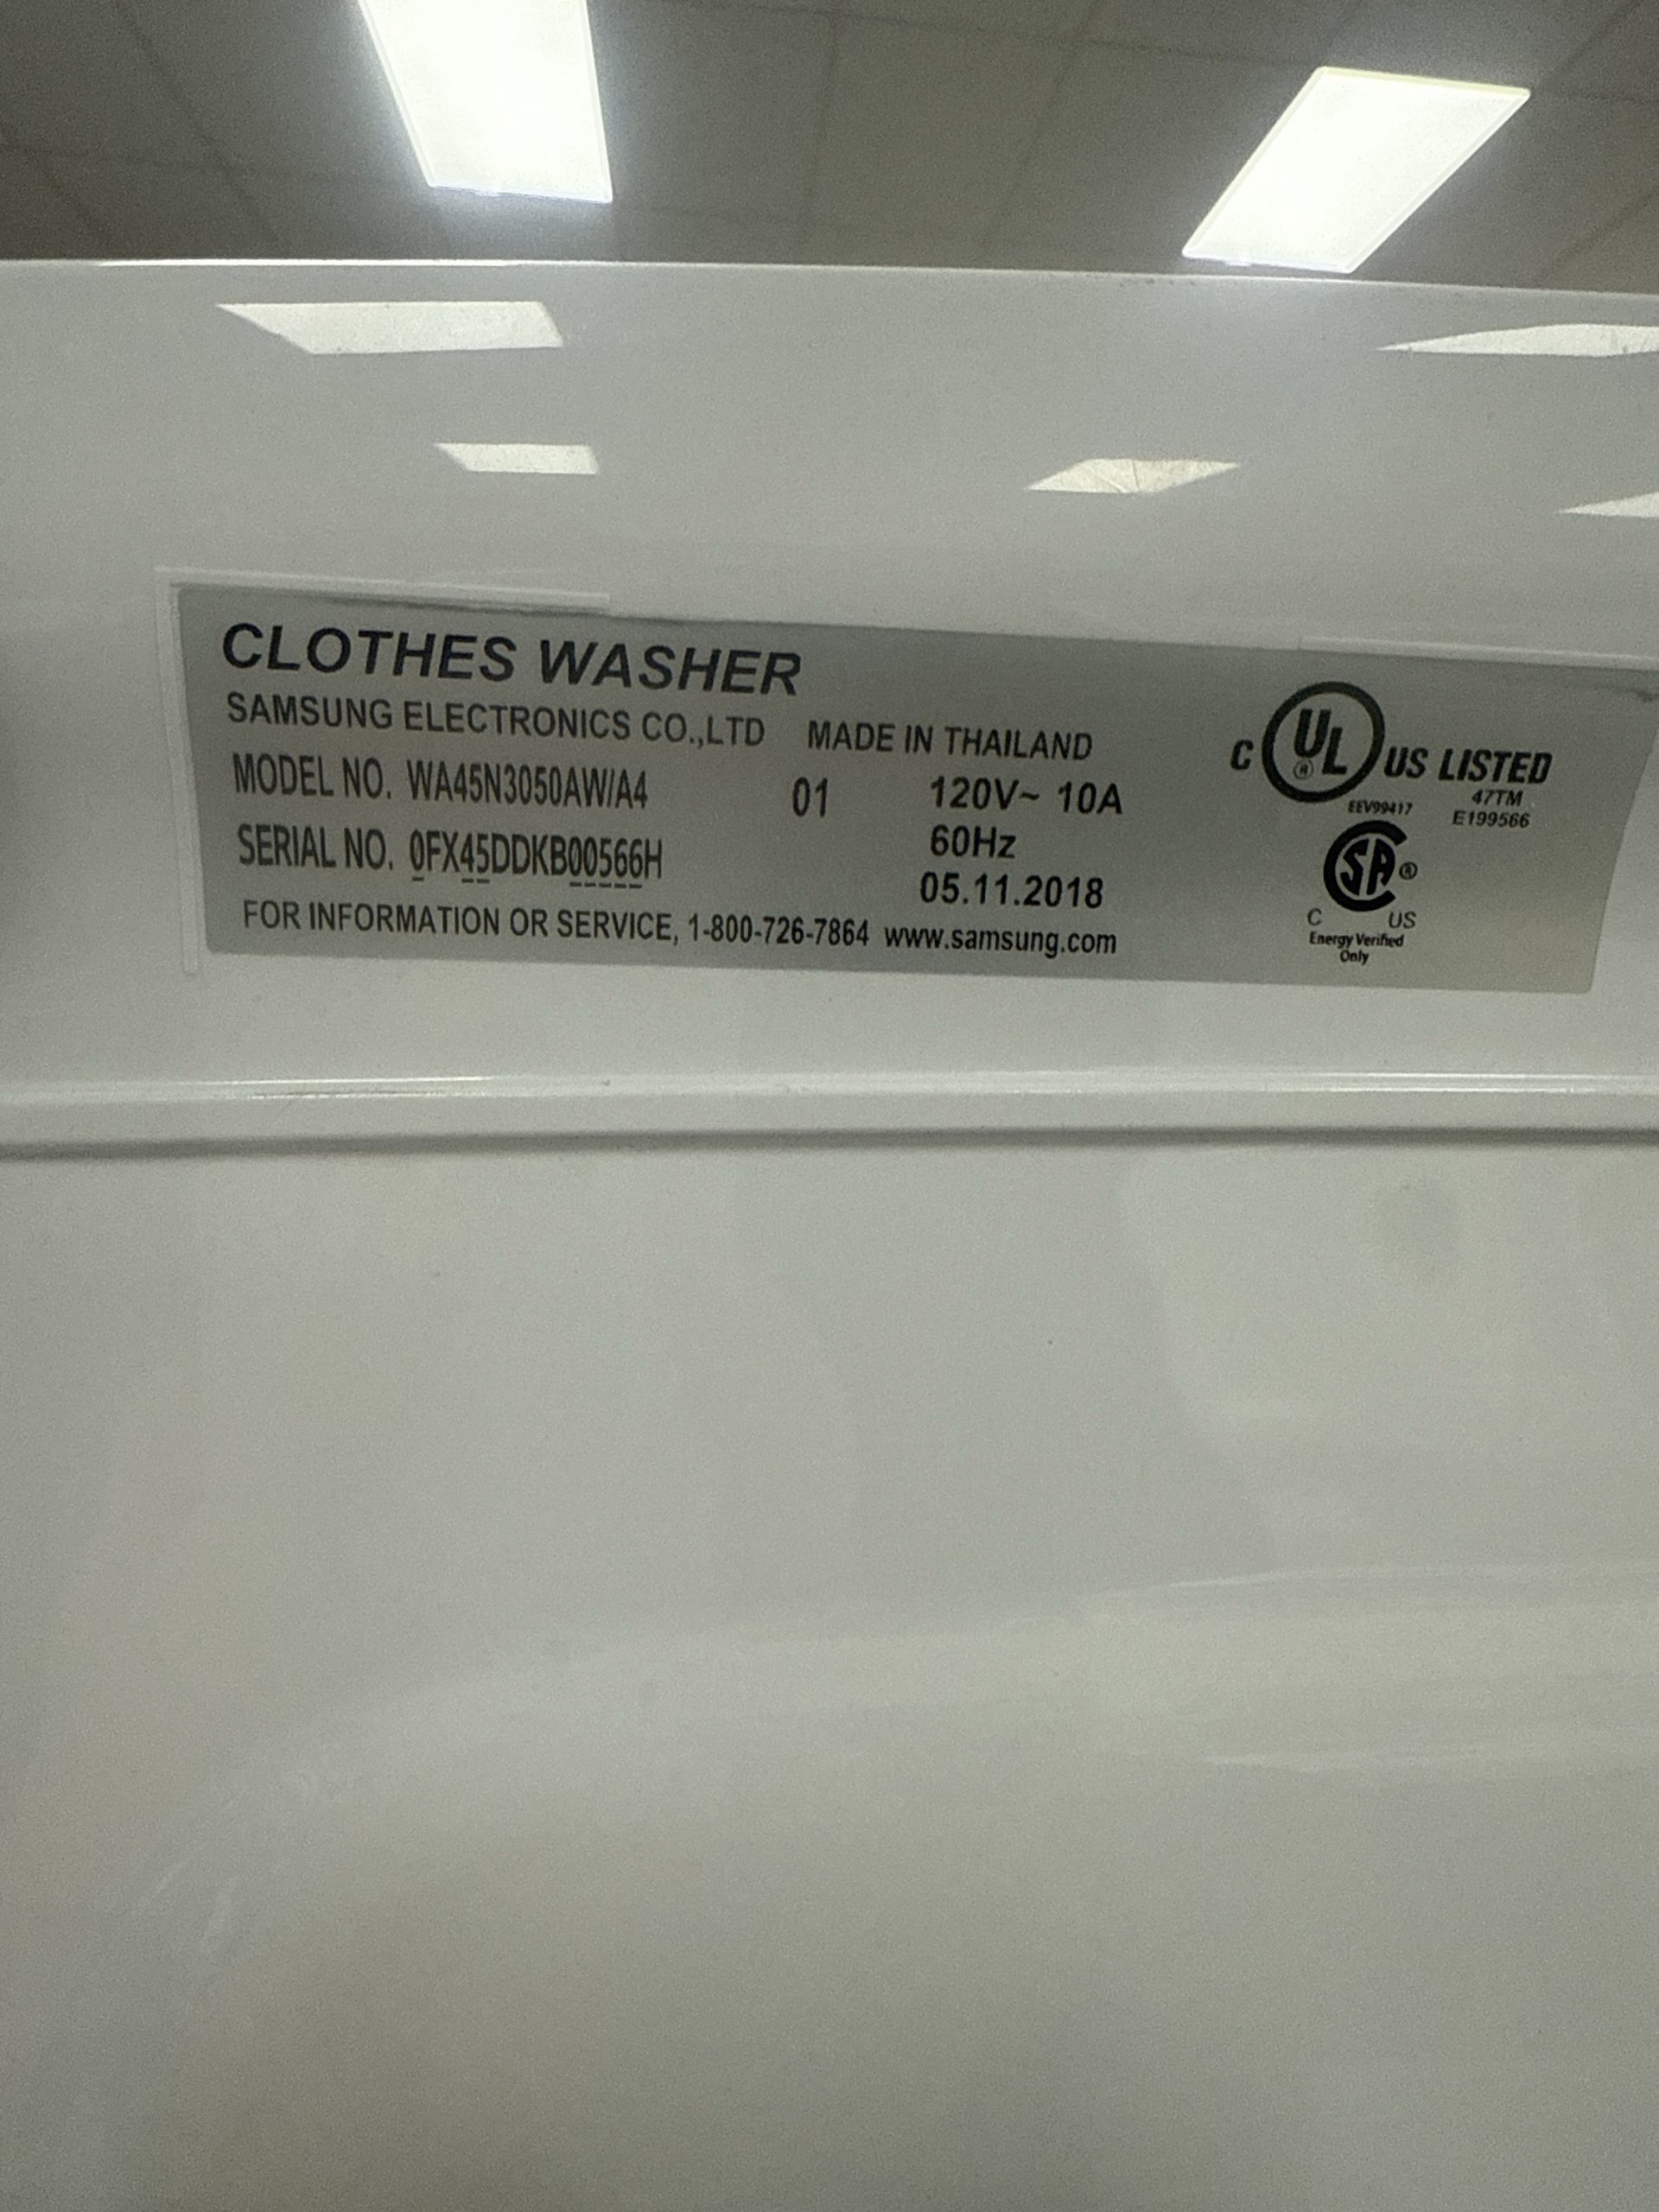 CLOTHES WASHER
SAMSUNG ELECTRONICS CO.,LTD MADE IN THAILAND
MODEL NO. WA45N3050AW/A4 01 120V~ 10A
SERIAL NO. 0FX45DDKB00566H 60Hz
05.11.2018
FOR INFORMATION OR SERVICE, 1-800-726-7864 www.samsung.com
C UL ® US LISTED
EEV99417 47TM
E199566
SA ®
C US
Energy Verified
Only